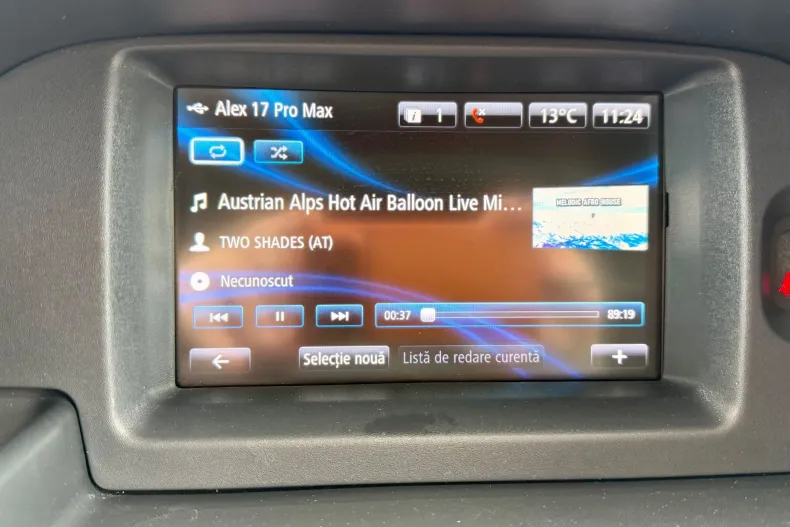 Alex 17 Pro Max
i 1
13°C
11:24
Austrian Alps Hot Air Balloon Live Mi...
MELODIC AFRO HOUSE
TWO SHADES (AT)
Necunoscut
00:37
89:19
Selecție nouă
Listă de redare curentă